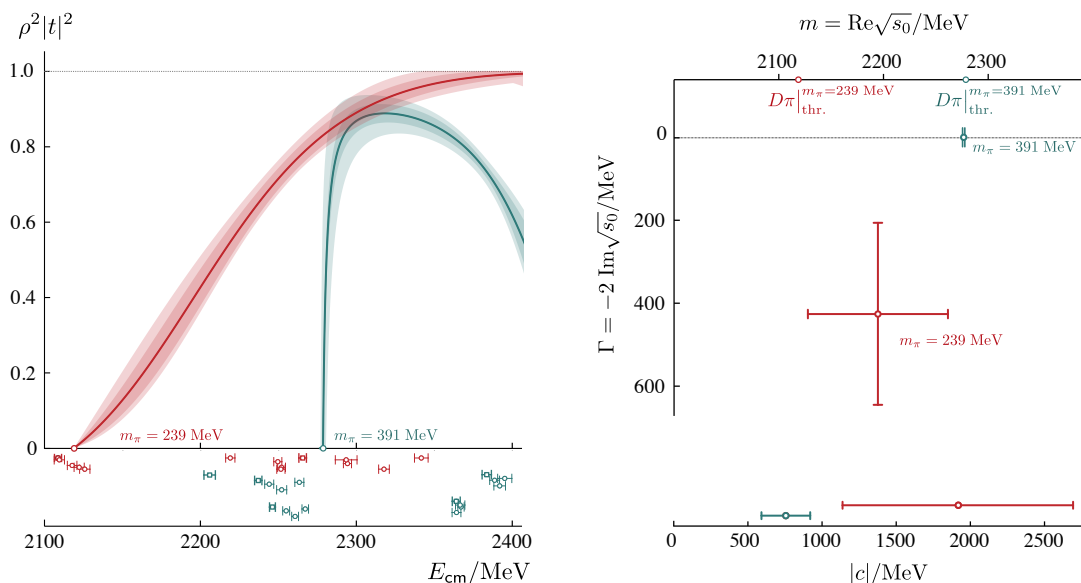 ρ²|t|²
1.0
0.8
0.6
0.4
0.2
0
m_π = 239 MeV
m_π = 391 MeV
2100
2200
2300
2400
E_cm/MeV
m = Re√s₀/MeV
2100
2200
2300
Dπ|_thr.^{m_π=239 MeV}
Dπ|_thr.^{m_π=391 MeV}
0
m_π = 391 MeV
200
400
m_π = 239 MeV
600
Γ = −2 Im√s₀/MeV
0
500
1000
1500
2000
2500
|c|/MeV